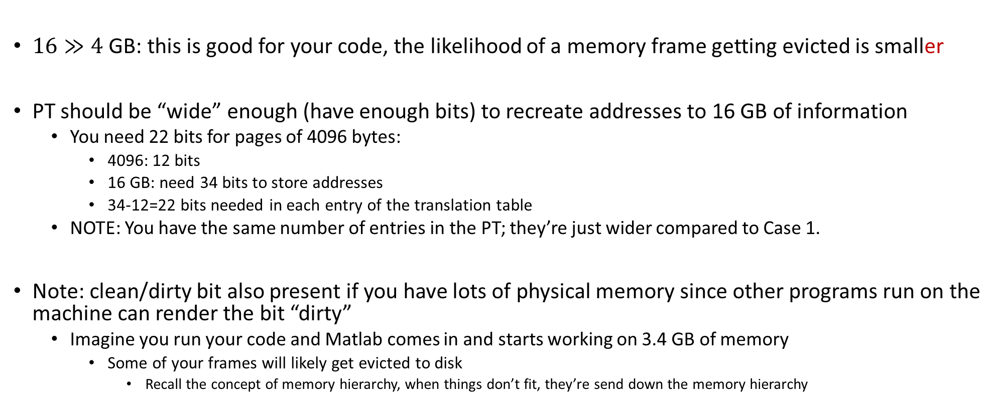 • 16 ≫ 4 GB: this is good for your code, the likelihood of a memory frame getting evicted is smaller
• PT should be “wide” enough (have enough bits) to recreate addresses to 16 GB of information
• You need 22 bits for pages of 4096 bytes:
• 4096: 12 bits
• 16 GB: need 34 bits to store addresses
• 34-12=22 bits needed in each entry of the translation table
• NOTE: You have the same number of entries in the PT; they’re just wider compared to Case 1.
• Note: clean/dirty bit also present if you have lots of physical memory since other programs run on the
machine can render the bit “dirty”
• Imagine you run your code and Matlab comes in and starts working on 3.4 GB of memory
• Some of your frames will likely get evicted to disk
• Recall the concept of memory hierarchy, when things don’t fit, they’re send down the memory hierarchy